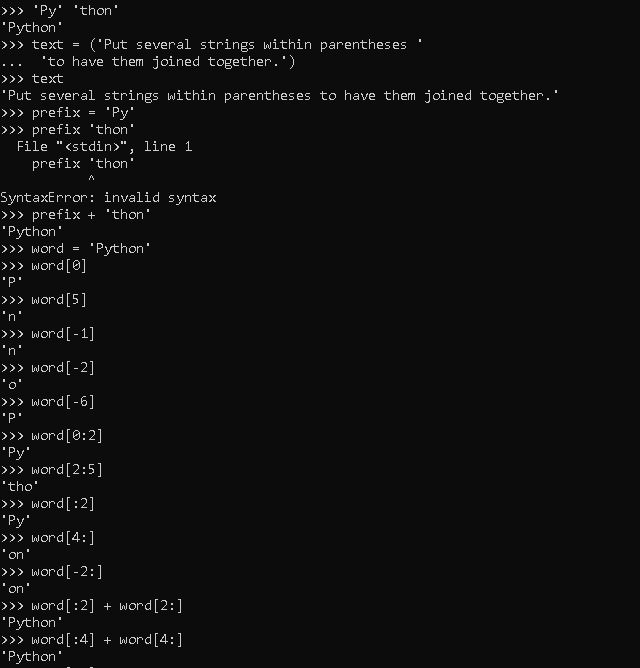 >>> 'Py' 'thon'
'Python'
>>> text = ('Put several strings within parentheses '
...  'to have them joined together.')
>>> text
'Put several strings within parentheses to have them joined together.'
>>> prefix = 'Py'
>>> prefix 'thon'
  File "<stdin>", line 1
    prefix 'thon'
           ^
SyntaxError: invalid syntax
>>> prefix + 'thon'
'Python'
>>> word = 'Python'
>>> word[0]
'P'
>>> word[5]
'n'
>>> word[-1]
'n'
>>> word[-2]
'o'
>>> word[-6]
'P'
>>> word[0:2]
'Py'
>>> word[2:5]
'tho'
>>> word[:2]
'Py'
>>> word[4:]
'on'
>>> word[-2:]
'on'
>>> word[:2] + word[2:]
'Python'
>>> word[:4] + word[4:]
'Python'